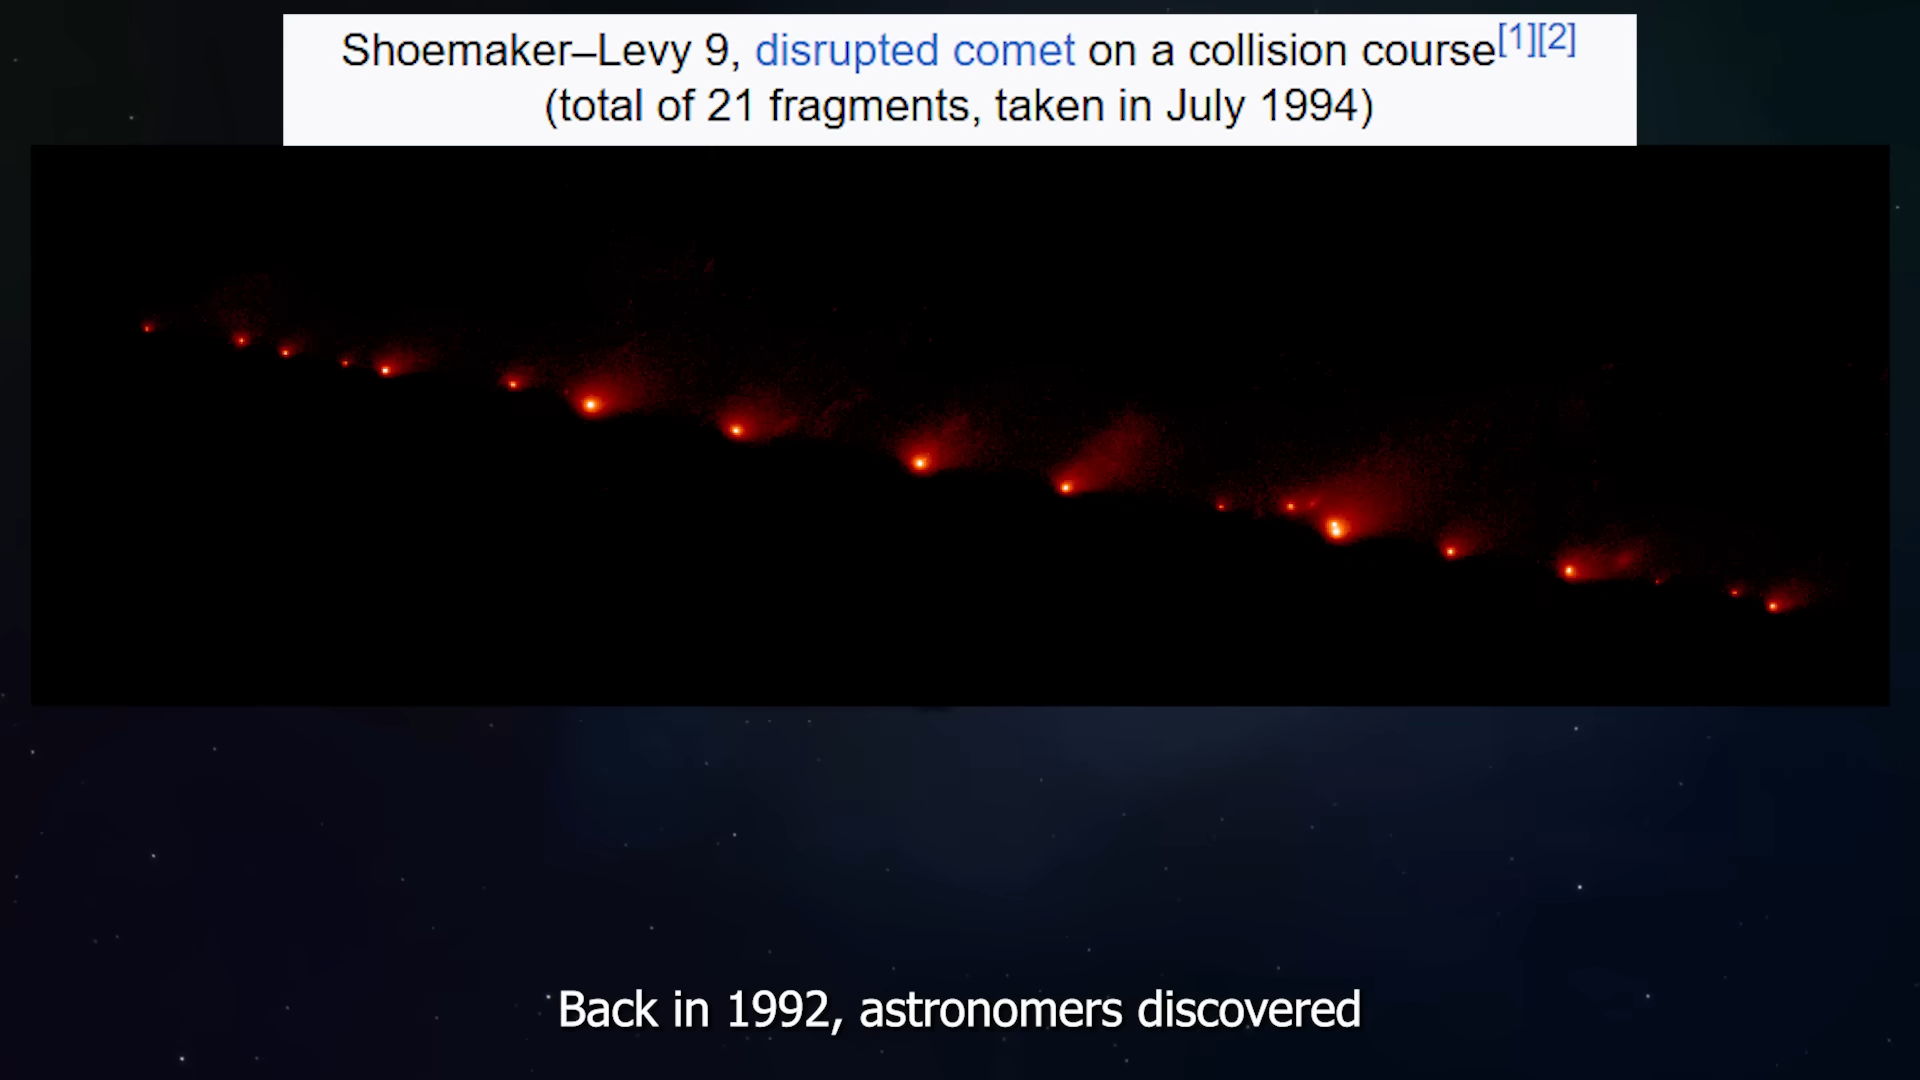 Shoemaker–Levy 9, disrupted comet on a collision course[1][2]
(total of 21 fragments, taken in July 1994)
Back in 1992, astronomers discovered